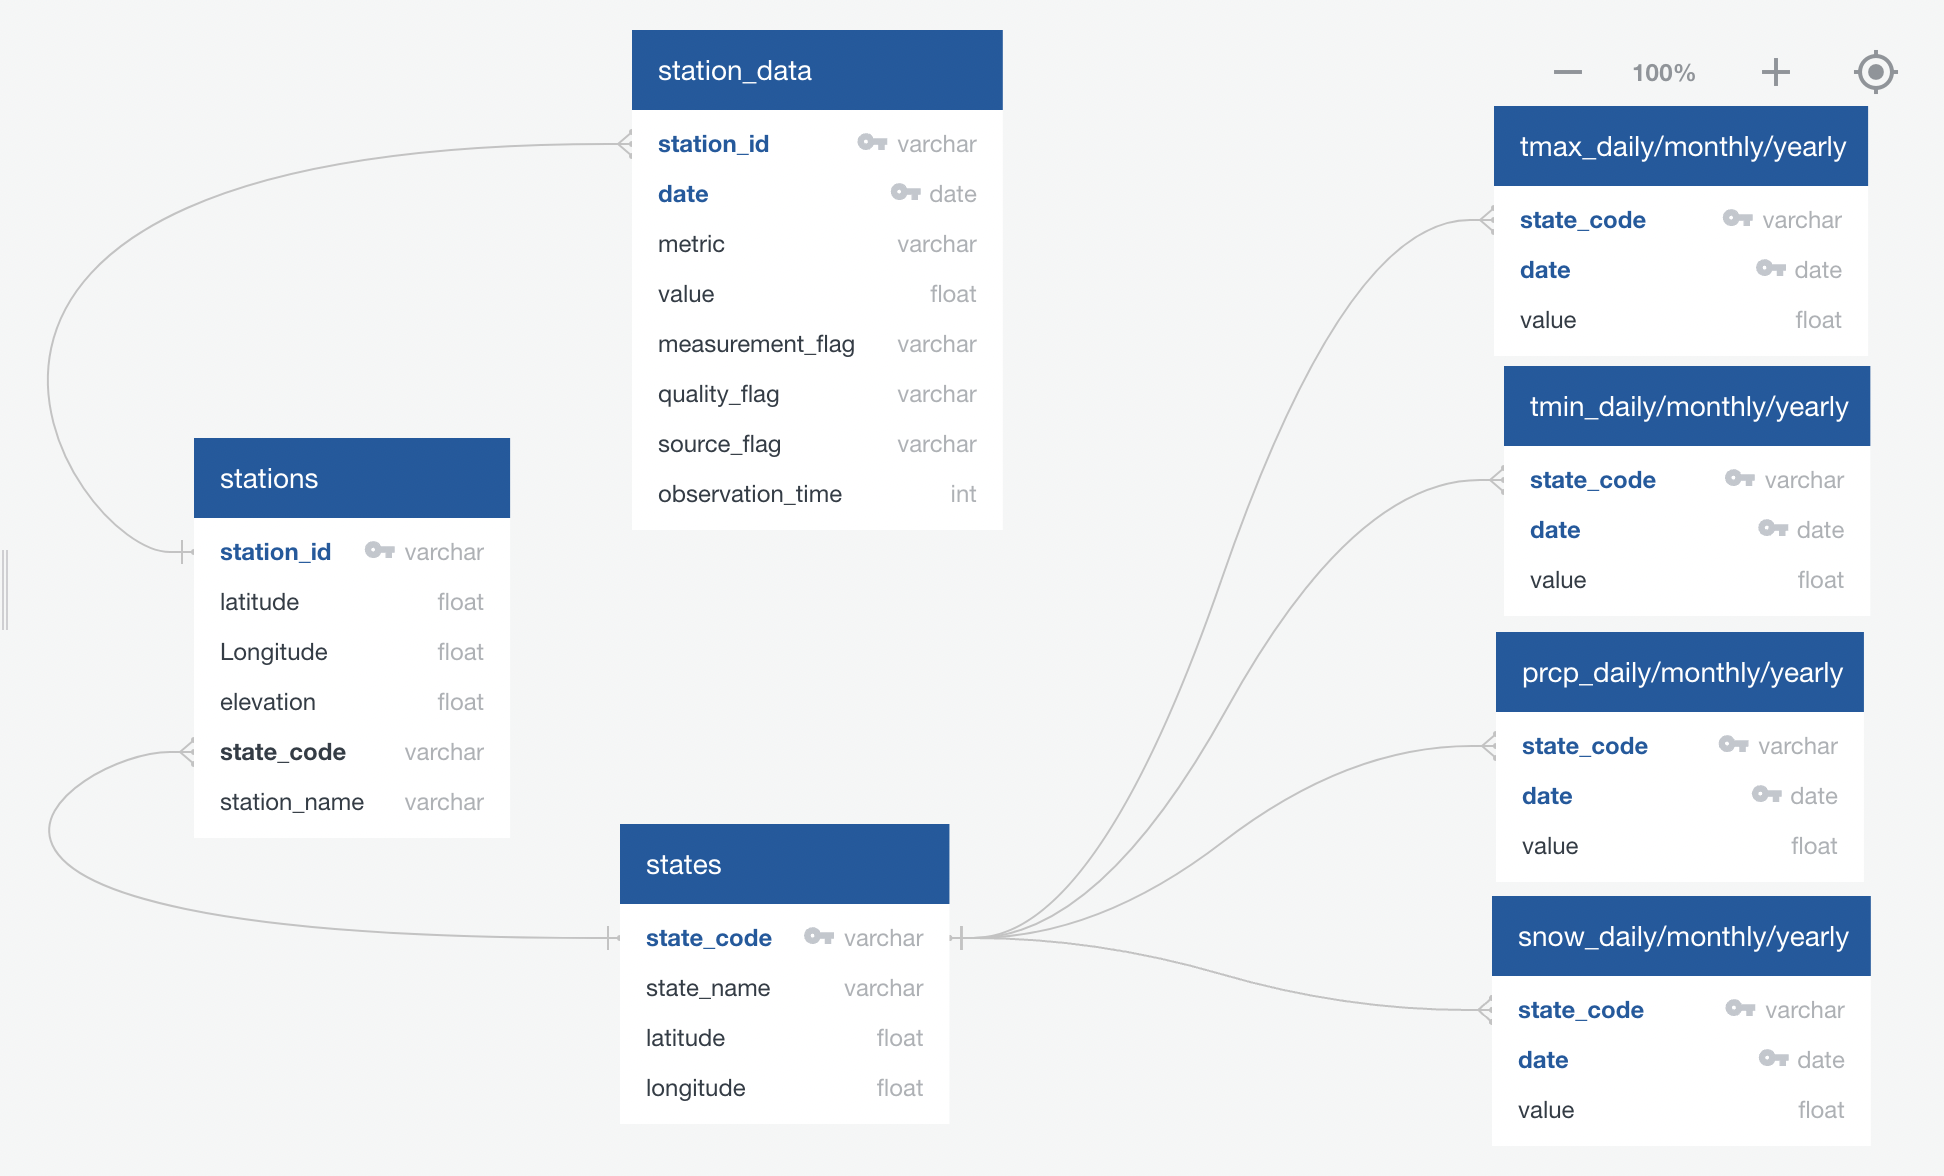 station_data
station_id varchar
date date
metric varchar
value float
measurement_flag varchar
quality_flag varchar
source_flag varchar
observation_time int
stations
station_id varchar
latitude float
Longitude float
elevation float
state_code varchar
station_name varchar
states
state_code varchar
state_name varchar
latitude float
longitude float
100%
tmax_daily/monthly/yearly
state_code varchar
date date
value float
tmin_daily/monthly/yearly
state_code varchar
date date
value float
prcp_daily/monthly/yearly
state_code varchar
date date
value float
snow_daily/monthly/yearly
state_code varchar
date date
value float